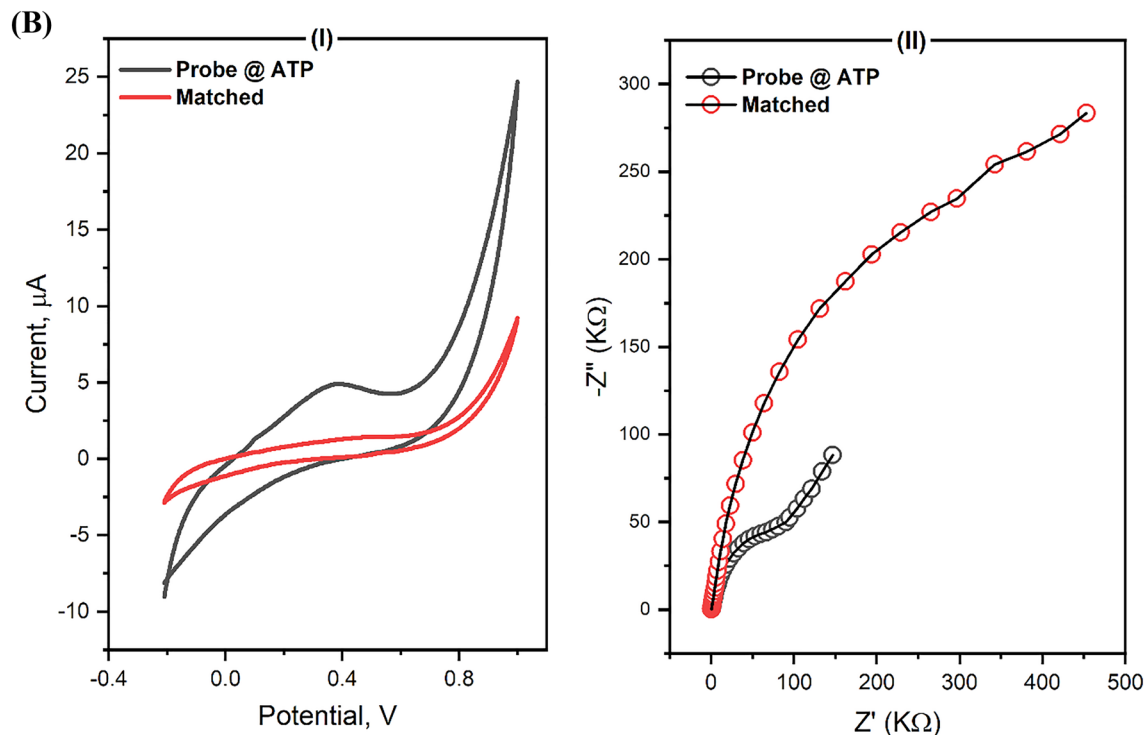 (B)
(I)
Probe @ ATP
Matched
25
20
15
10
5
0
-5
-10
Current, μA
-0.4
0.0
0.4
0.8
Potential, V
(II)
Probe @ ATP
Matched
300
250
200
150
100
50
0
-Z" (KΩ)
0
100
200
300
400
500
Z' (KΩ)